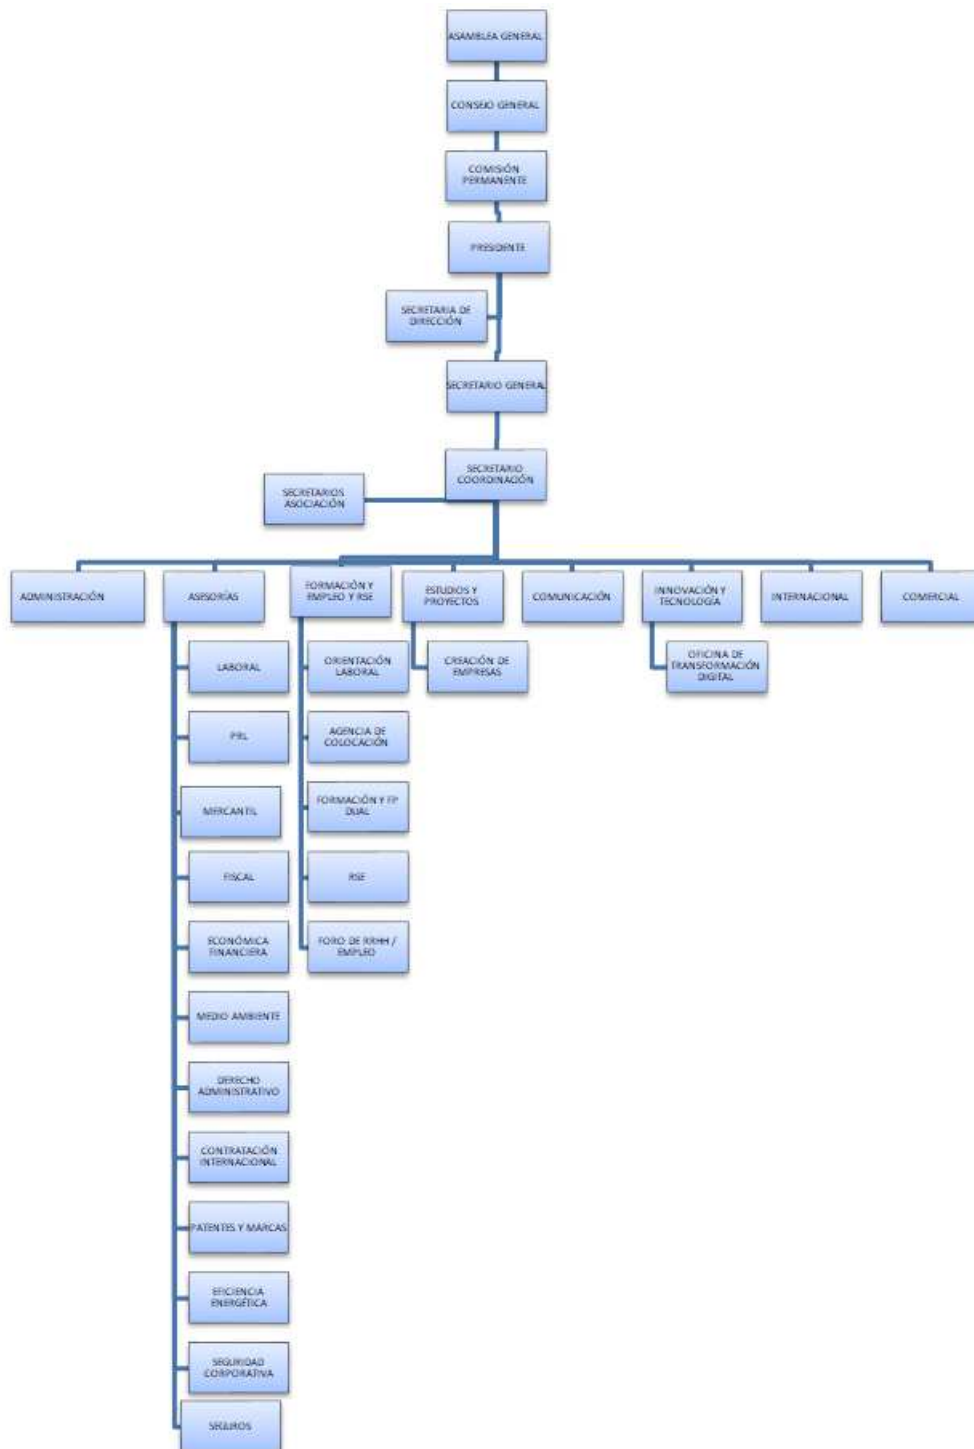 ASAMBLEA GENERAL
CONSEJO GENERAL
COMISIÓN
PERMANENTE
PRESIDENTE
SECRETARIA DE
DIRECCIÓN
SECRETARIO GENERAL
SECRETARIO
COORDINACIÓN
SECRETARIOS
ASOCIACIÓN
ADMINISTRACIÓN
ASESORÍAS
FORMACIÓN Y
EMPLEO Y RSE
ESTUDIOS Y
PROYECTOS
COMUNICACIÓN
INNOVACIÓN Y
TECNOLOGÍA
INTERNACIONAL
COMERCIAL
LABORAL
PRL
MERCANTIL
FISCAL
ECONÓMICA
FINANCIERA
MEDIO AMBIENTE
DERECHO
ADMINISTRATIVO
CONTRATACIÓN
INTERNACIONAL
PATENTES Y MARCAS
EFICIENCIA
ENERGÉTICA
SEGURIDAD
CORPORATIVA
SEGUROS
ORIENTACIÓN
LABORAL
AGENCIA DE
COLOCACIÓN
FORMACIÓN Y FP
DUAL
RSE
FORO DE RRHH /
EMPLEO
CREACIÓN DE
EMPRESAS
OFICINA DE
TRANSFORMACIÓN
DIGITAL